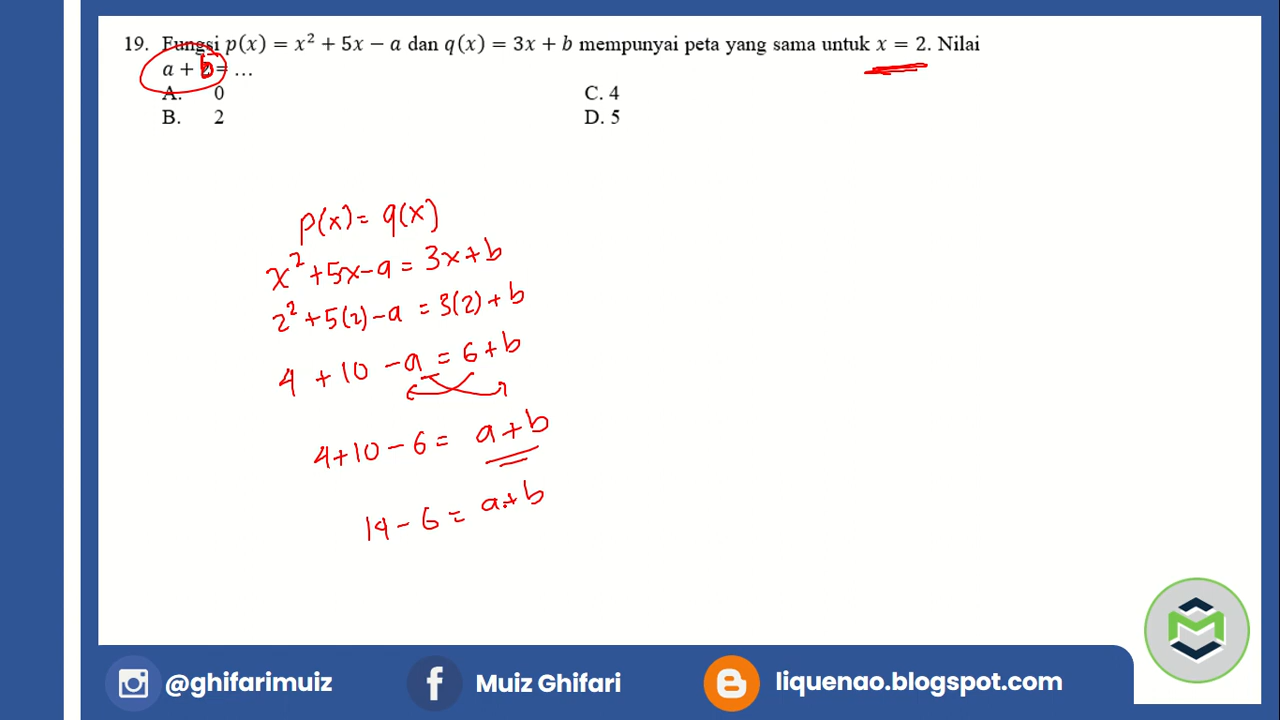 19. Fungsi p(x) = x² + 5x − a dan q(x) = 3x + b mempunyai peta yang sama untuk x = 2. Nilai
a + b = …
A. 0
B. 2
C. 4
D. 5
p(x) = q(x)
x² + 5x − a = 3x + b
2² + 5(2) − a = 3(2) + b
4 + 10 − a = 6 + b
4 + 10 − 6 = a + b
14 − 6 = a + b
@ghifarimuiz
Muiz Ghifari
liquenao.blogspot.com